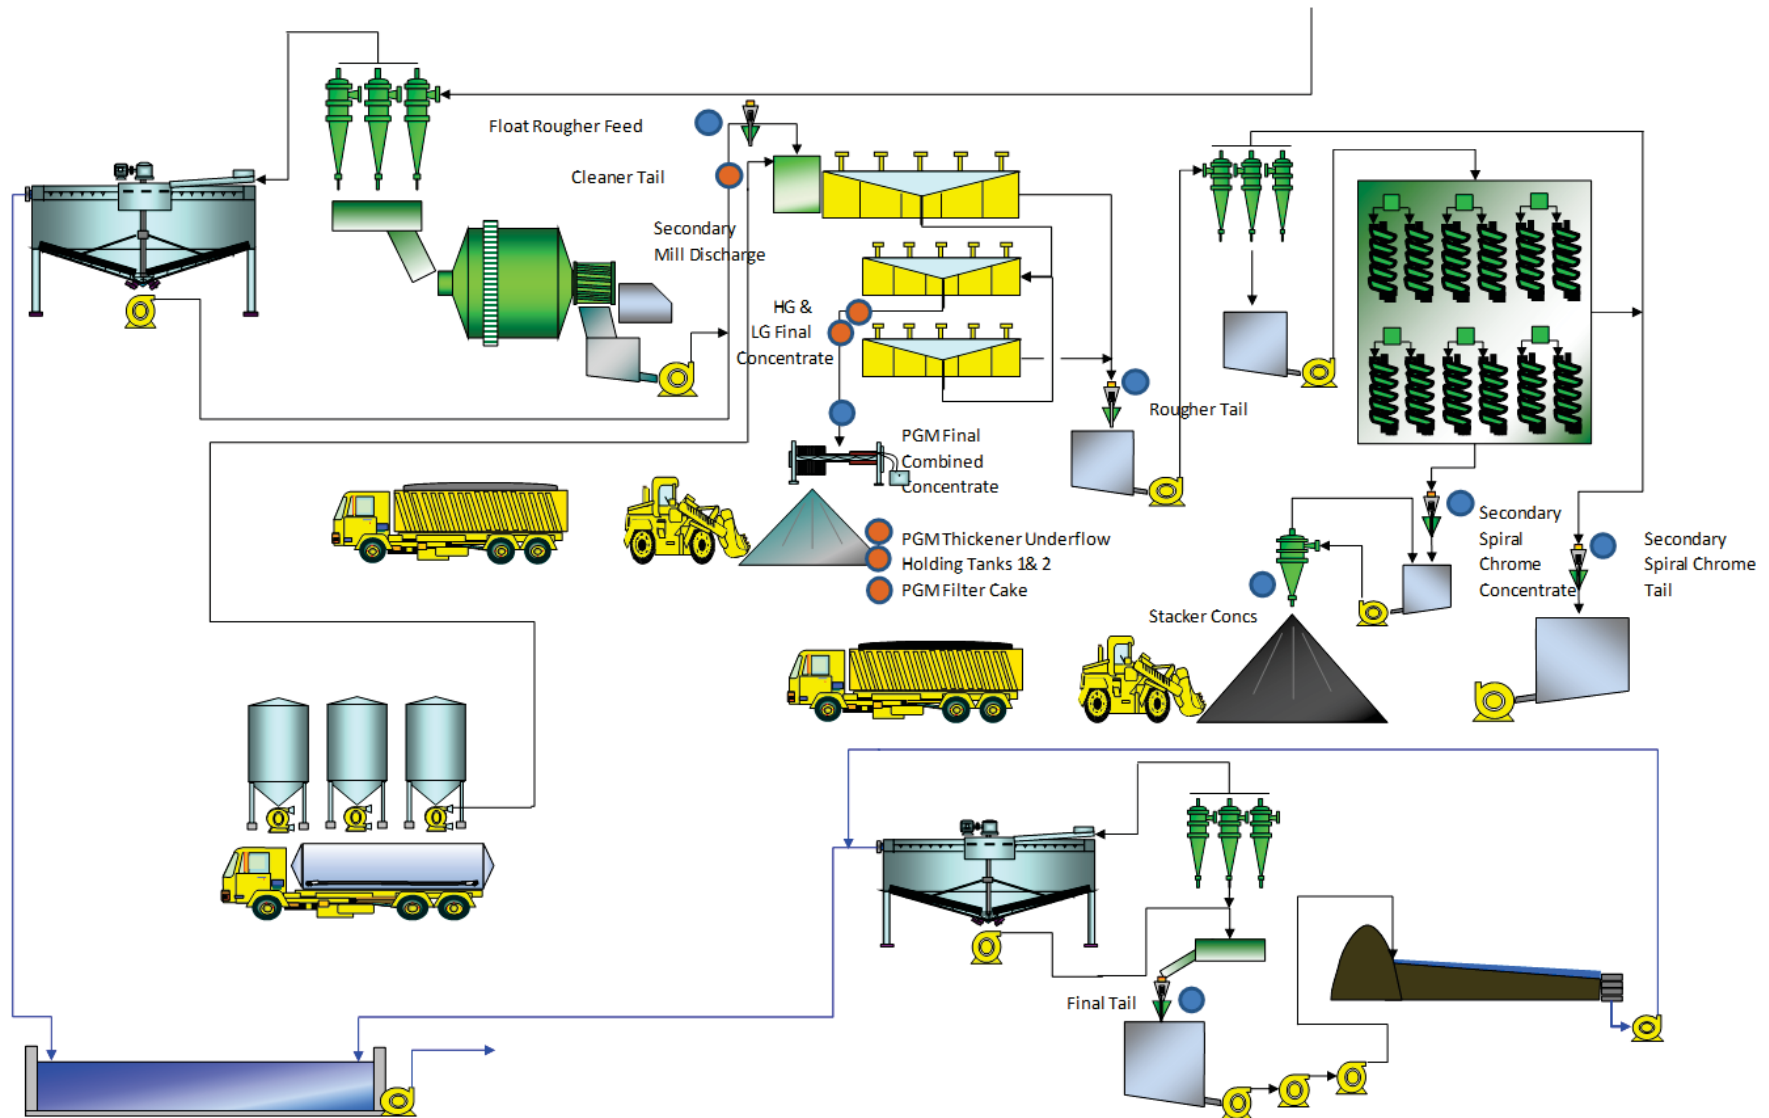 Float Rougher Feed
Cleaner Tail
Secondary
Mill Discharge
HG &
LG Final
Concentrate
Rougher Tail
PGM Final
Combined
Concentrate
PGM Thickener Underflow
Holding Tanks 1& 2
PGM Filter Cake
Secondary
Spiral
Chrome
Concentrate
Secondary
Spiral Chrome
Tail
Stacker Concs
Final Tail